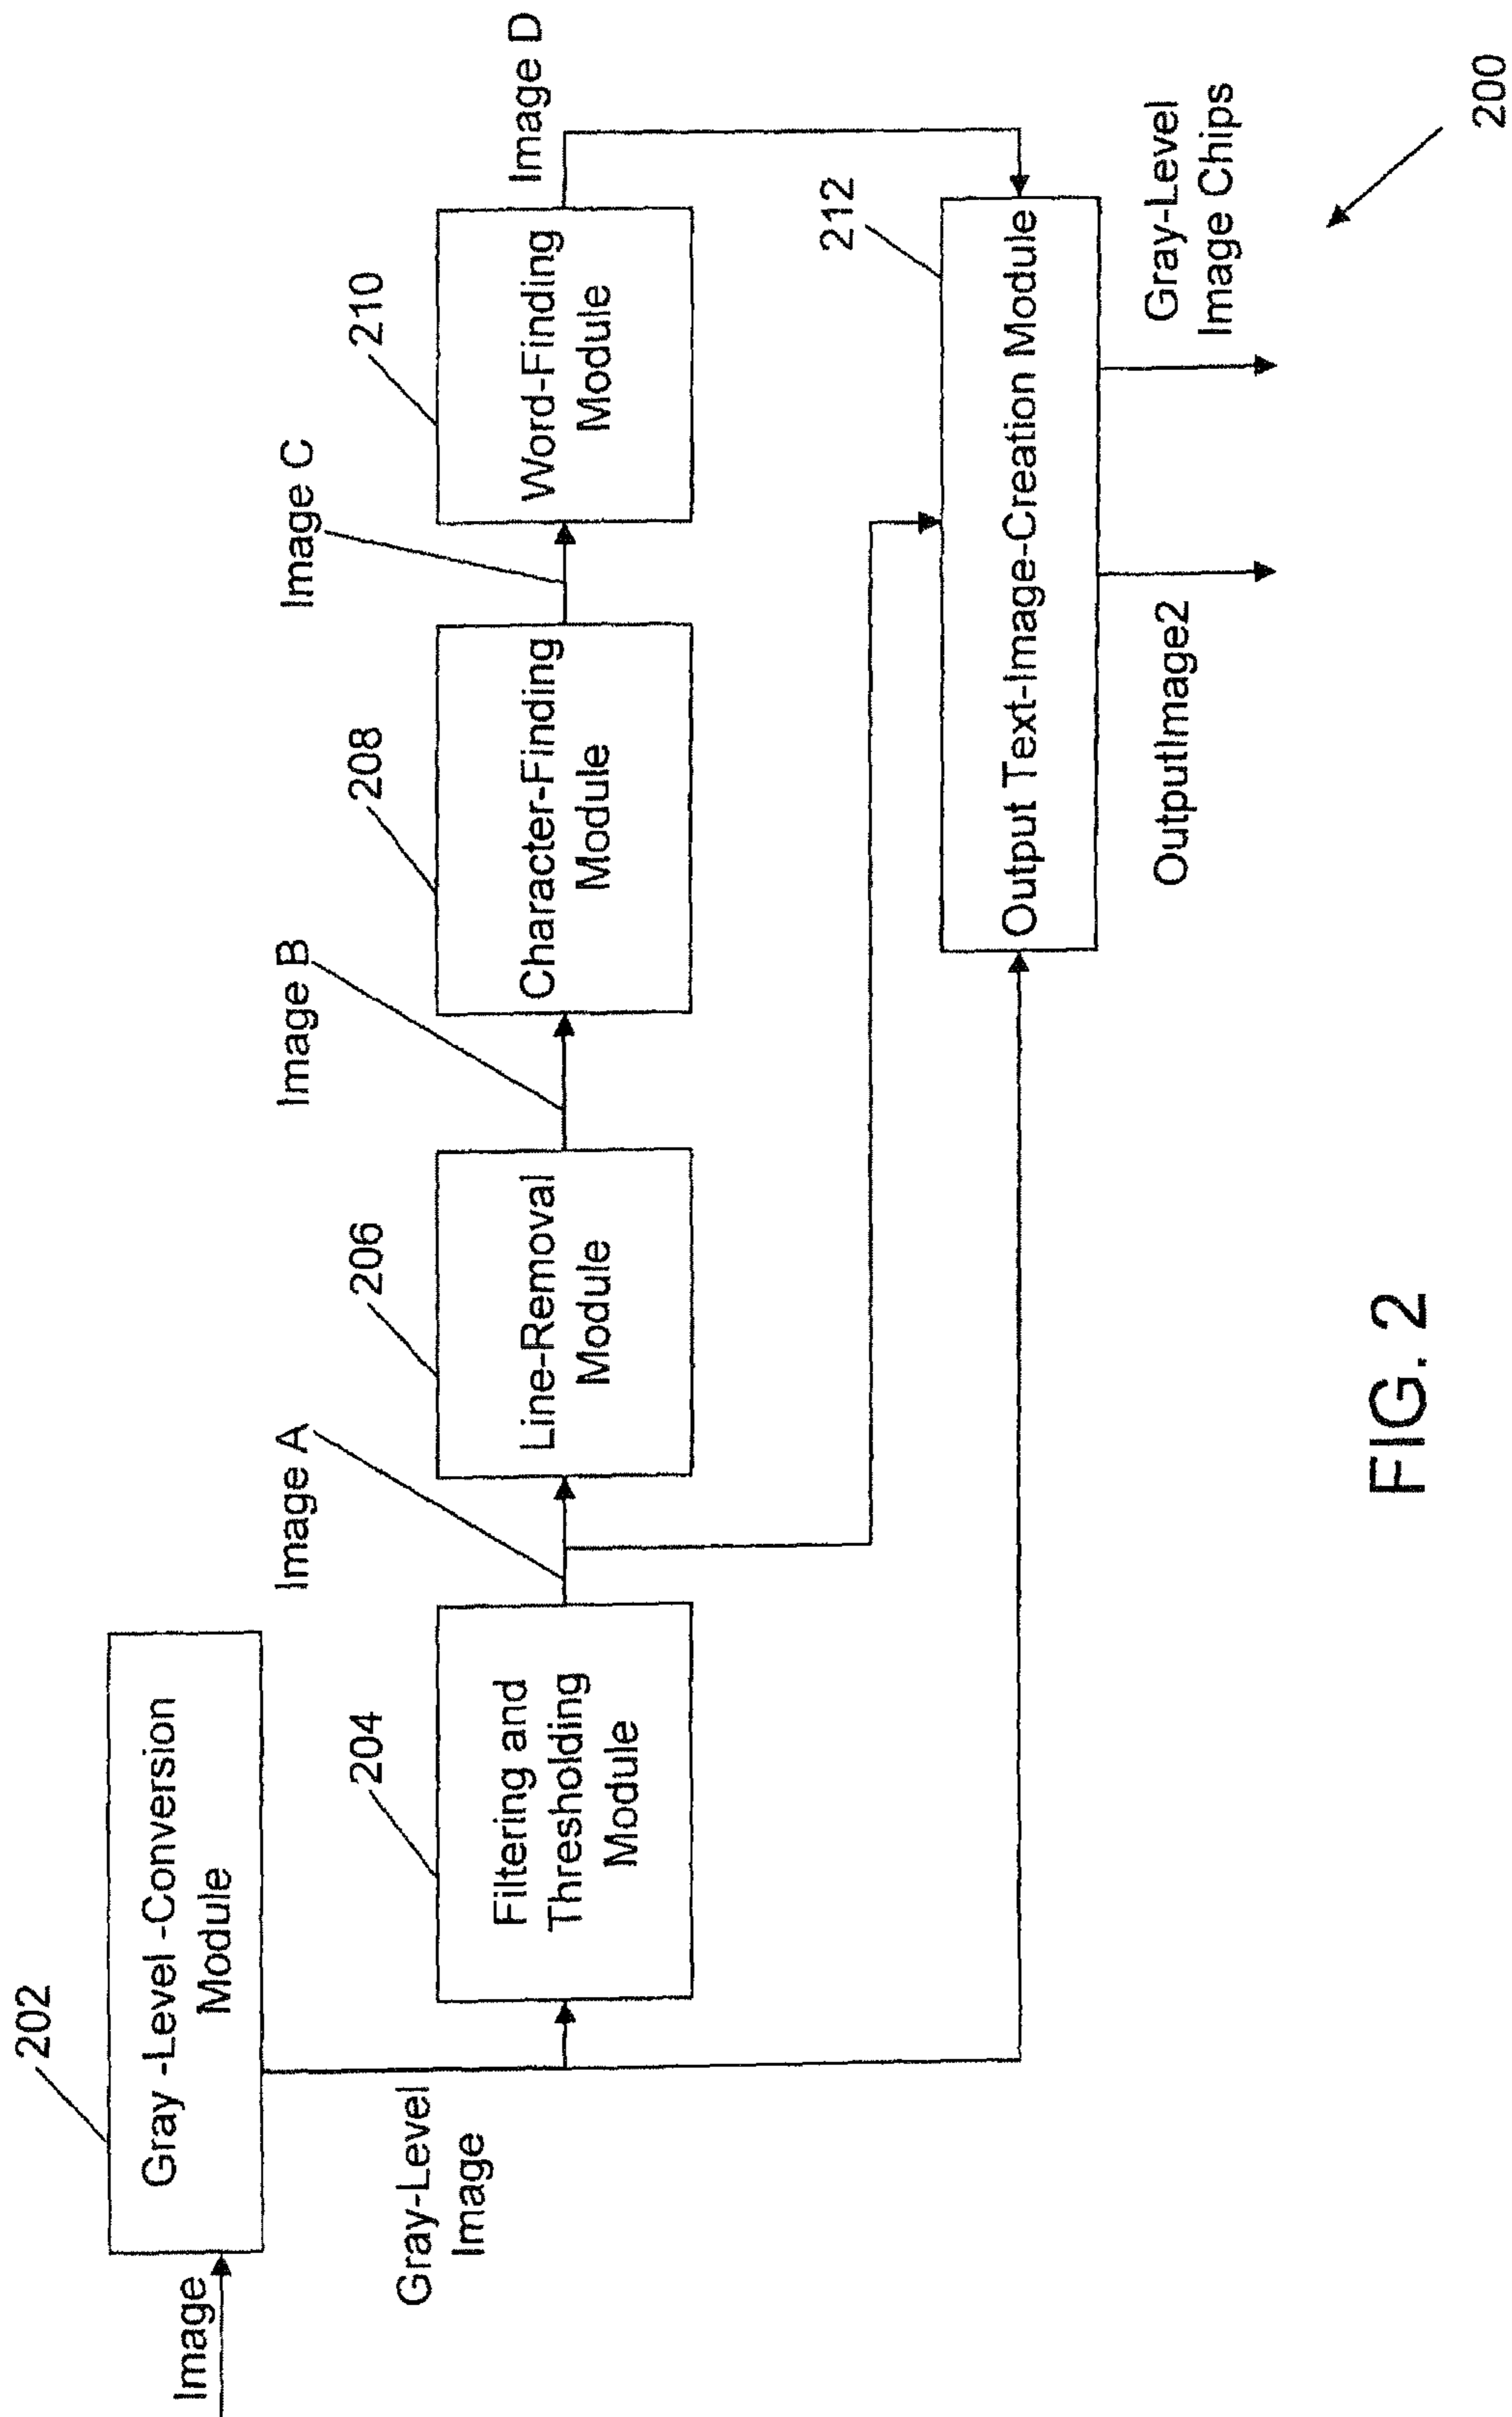 202
Image
Gray -Level -Conversion
Module
Gray-Level
Image
204
Filtering and
Thresholding
Module
Image A
206
Line-Removal
Module
Image B
208
Character-Finding
Module
Image C
210
Word-Finding
Module
Image D
212
Output Text-Image-Creation Module
OutputImage2
Gray-Level
Image Chips
200
FIG. 2